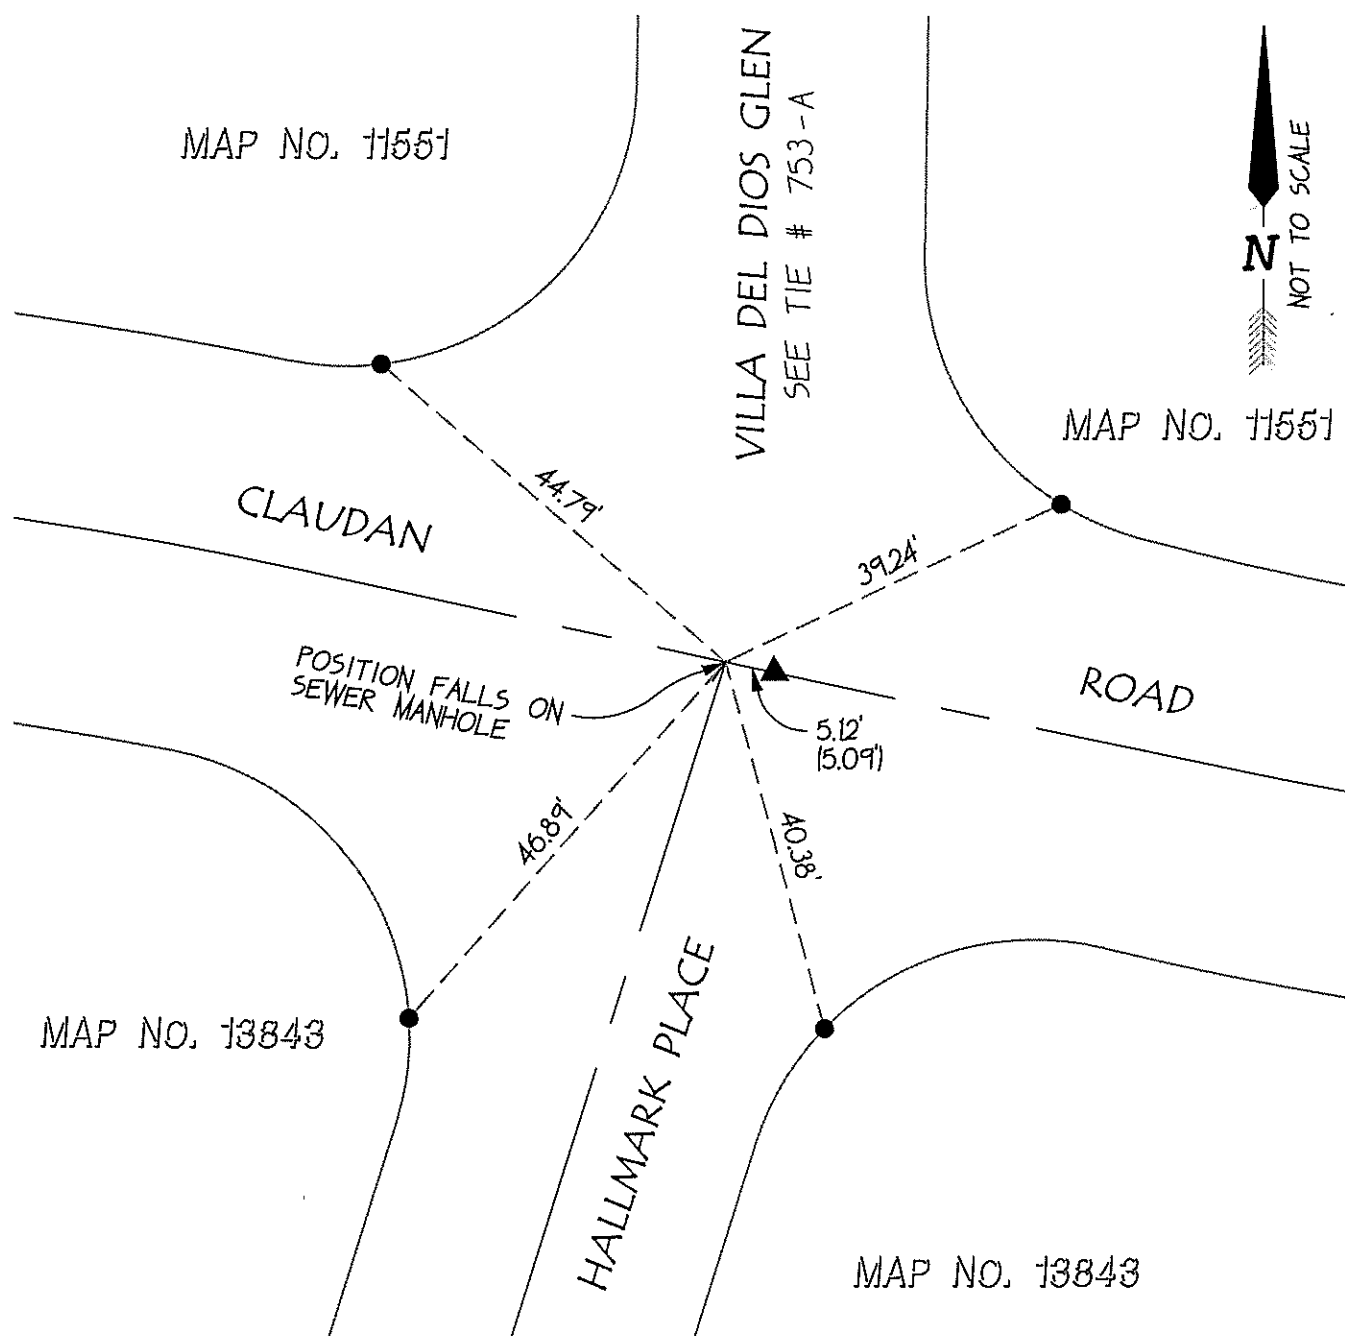 MAP NO. 11551
VILLA DEL DIOS GLEN
SEE TIE # 753-A
N
NOT TO SCALE
MAP NO. 11551
44.79'
CLAUDAN
39.24'
POSITION FALLS ON
SEWER MANHOLE
ROAD
5.12'
(5.09')
46.89'
40.38'
MAP NO. 13843
HALLMARK PLACE
MAP NO. 13843